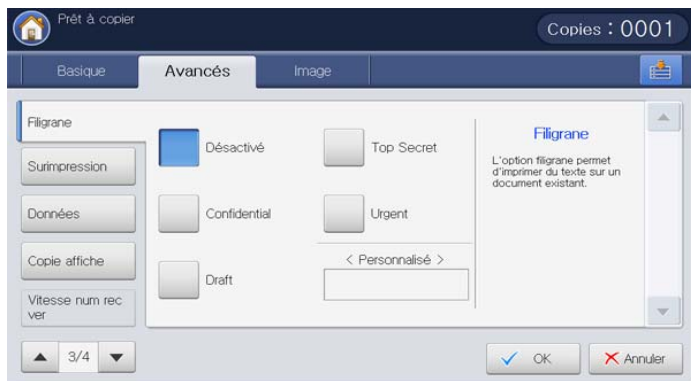 Prêt à copier
Copies : 0001
Basique
Avancés
Image
Filigrane
Surimpression
Données
Copie affiche
Vitesse num rec
ver
3/4
Désactivé
Top Secret
Confidential
Urgent
Draft
< Personnalisé >
Filigrane
L'option filigrane permet
d'imprimer du texte sur un
document existant.
OK
Annuler